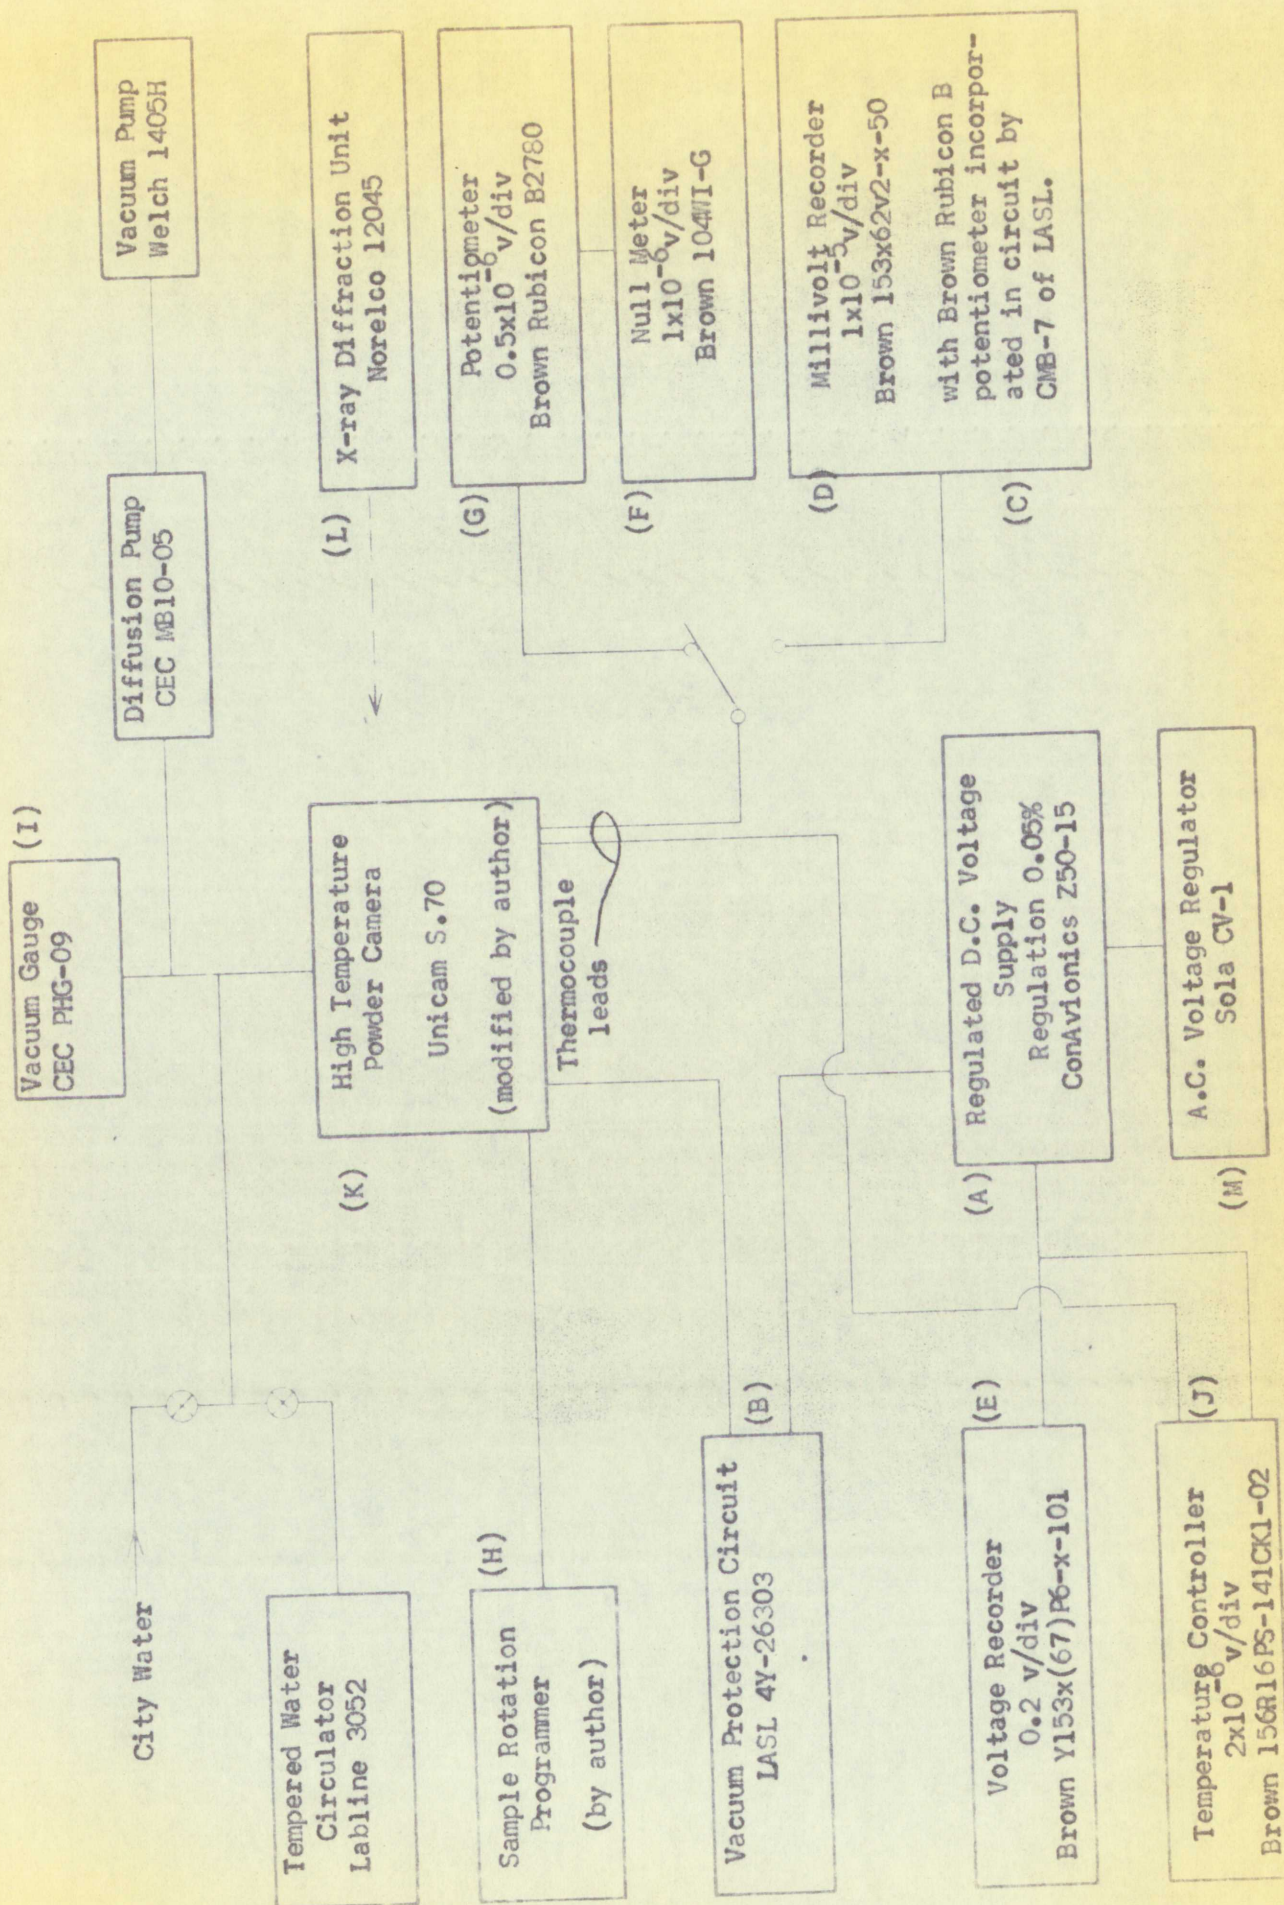 Vacuum Gauge
CEC PHG-09
(I)
Diffusion Pump
CEC MB10-05
Vacuum Pump
Welch 1405H
City Water
Tempered Water
Circulator
Labline 3052
High Temperature
Powder Camera
Unicam S.70
(modified by author)
(K)
X-ray Diffraction Unit
Norelco 12045
(L)
Sample Rotation
Programmer
(by author)
(H)
Thermocouple
leads
Potentiometer
0.5x10⁻⁶v/div
Brown Rubicon B2780
(G)
Null Meter
1x10⁻⁶v/div
Brown 104W1-G
(F)
Vacuum Protection Circuit
LASL 4Y-26303
(B)
Millivolt Recorder
1x10⁻⁵v/div
Brown 153x62v2-x-50
with Brown Rubicon B
potentiometer incorpor-
ated in circuit by
CMB-7 of LASL.
(D)
(C)
Voltage Recorder
0.2 v/div
Brown Y153x(67)P6-x-101
(E)
Regulated D.C. Voltage
Supply
Regulation 0.05%
ConAvionics Z50-15
(A)
Temperature Controller
2x10⁻⁶v/div
Brown 156R16PS-141CK1-02
(J)
A.C. Voltage Regulator
Sola CV-1
(M)